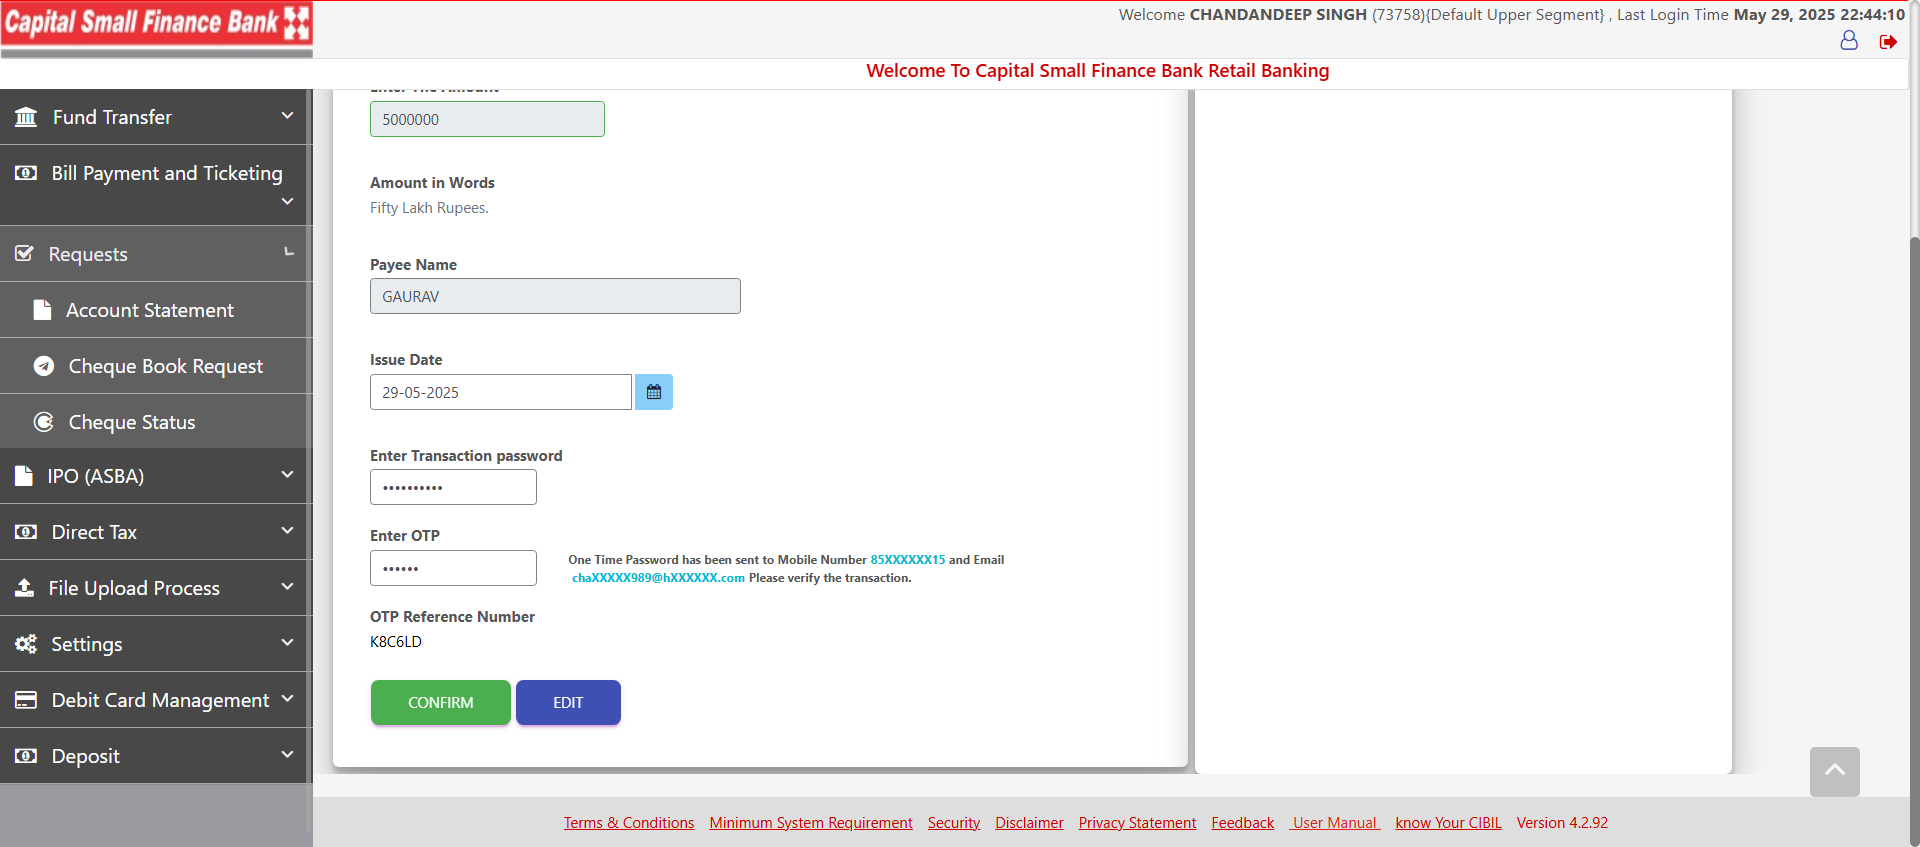 Capital Small Finance Bank
Welcome CHANDANDEEP SINGH (73758){Default Upper Segment} , Last Login Time May 29, 2025 22:44:10
Welcome To Capital Small Finance Bank Retail Banking
Fund Transfer
Bill Payment and Ticketing
Requests
Account Statement
Cheque Book Request
Cheque Status
IPO (ASBA)
Direct Tax
File Upload Process
Settings
Debit Card Management
Deposit
Enter The Amount
5000000
Amount in Words
Fifty Lakh Rupees.
Payee Name
GAURAV
Issue Date
29-05-2025
Enter Transaction password
••••••••••
Enter OTP
••••••
One Time Password has been sent to Mobile Number 85XXXXXX15 and Email
chaXXXXX989@hXXXXXX.com Please verify the transaction.
OTP Reference Number
K8C6LD
CONFIRM EDIT
Terms & Conditions Minimum System Requirement Security Disclaimer Privacy Statement Feedback User Manual know Your CIBIL Version 4.2.92